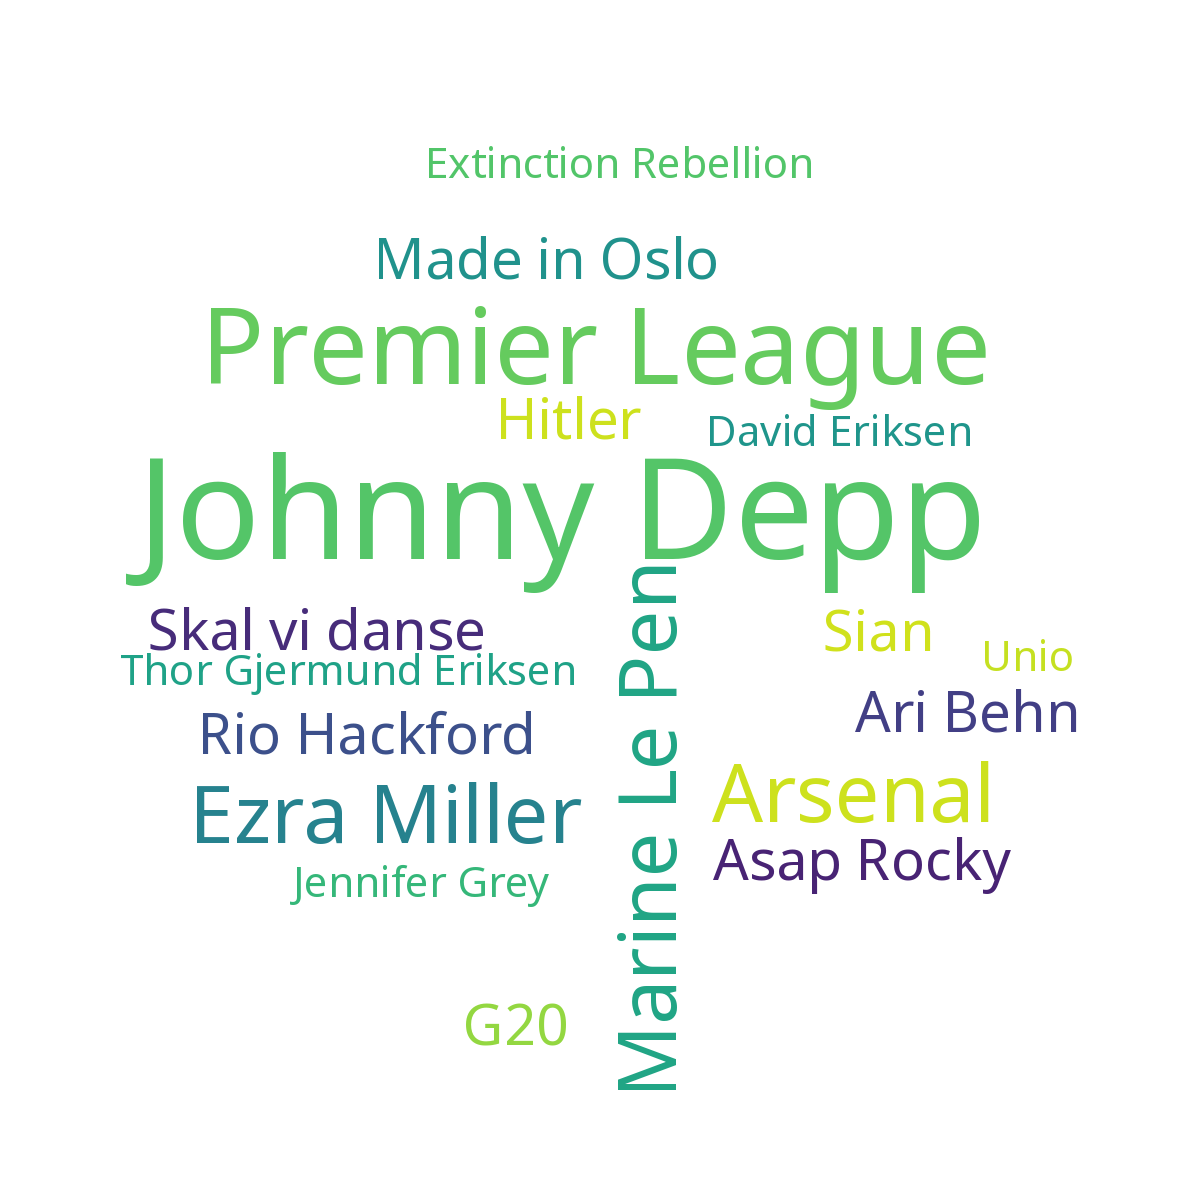 Extinction Rebellion
Made in Oslo
Premier League
Hitler
David Eriksen
Johnny Depp
Marine Le Pen
Skal vi danse
Sian
Thor Gjermund Eriksen
Unio
Rio Hackford
Ari Behn
Ezra Miller
Arsenal
Asap Rocky
Jennifer Grey
G20